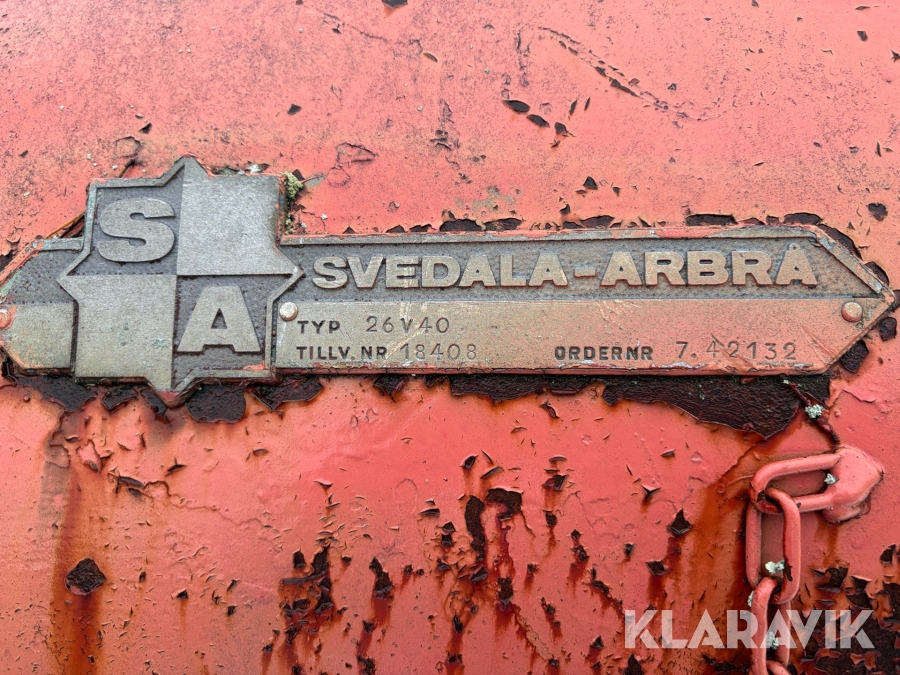 S
A
SVEDALA-ARBRÅ
TYP 26V40
TILLV.NR 18408 ORDERNR 7.42132
KLARAVIK